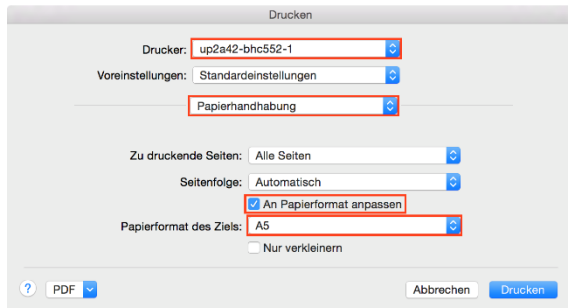 Drucken
Drucker: up2a42-bhc552-1
Voreinstellungen: Standardeinstellungen
Papierhandhabung
Zu druckende Seiten: Alle Seiten
Seitenfolge: Automatisch
An Papierformat anpassen
Papierformat des Ziels: A5
Nur verkleinern
? PDF Abbrechen Drucken